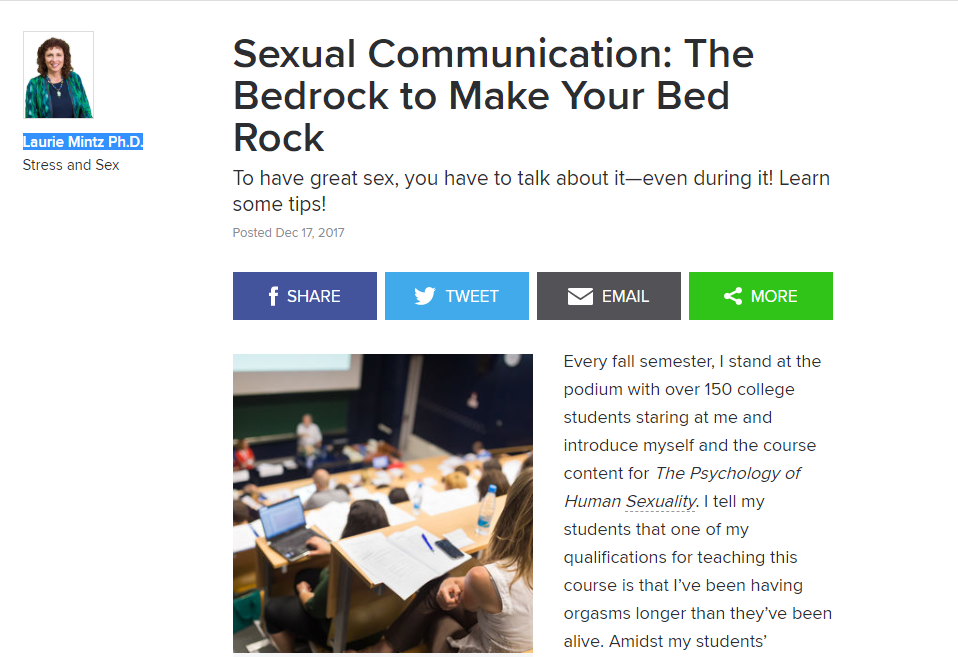 Laurie Mintz Ph.D.
Stress and Sex
Sexual Communication: The
Bedrock to Make Your Bed
Rock
To have great sex, you have to talk about it—even during it! Learn
some tips!
Posted Dec 17, 2017
SHARE
TWEET
EMAIL
MORE
Every fall semester, I stand at the
podium with over 150 college
students staring at me and
introduce myself and the course
content for The Psychology of
Human Sexuality. I tell my
students that one of my
qualifications for teaching this
course is that I’ve been having
orgasms longer than they’ve been
alive. Amidst my students’